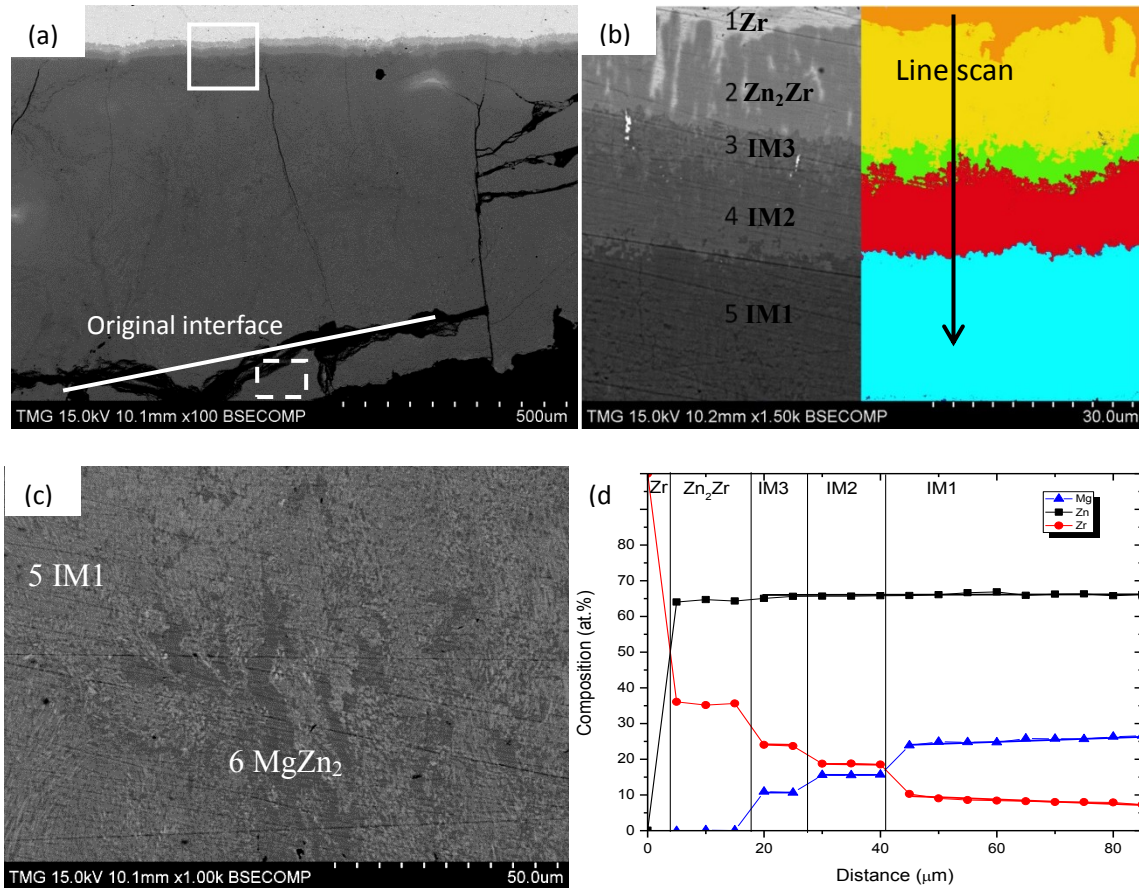 (a)
Original interface
TMG 15.0kV 10.1mm x100 BSECOMP
500um
(b)
1 Zr
2 Zn₂Zr
3 IM3
4 IM2
5 IM1
Line scan
TMG 15.0kV 10.2mm x1.50k BSECOMP
30.0um
(c)
5 IM1
6 MgZn₂
TMG 15.0kV 10.1mm x1.00k BSECOMP
50.0um
(d)
Zr Zn₂Zr IM3 IM2 IM1
Mg
Zn
Zr
Composition (at.%)
80
70
60
50
40
30
20
10
0
0 20 40 60 80
Distance (μm)